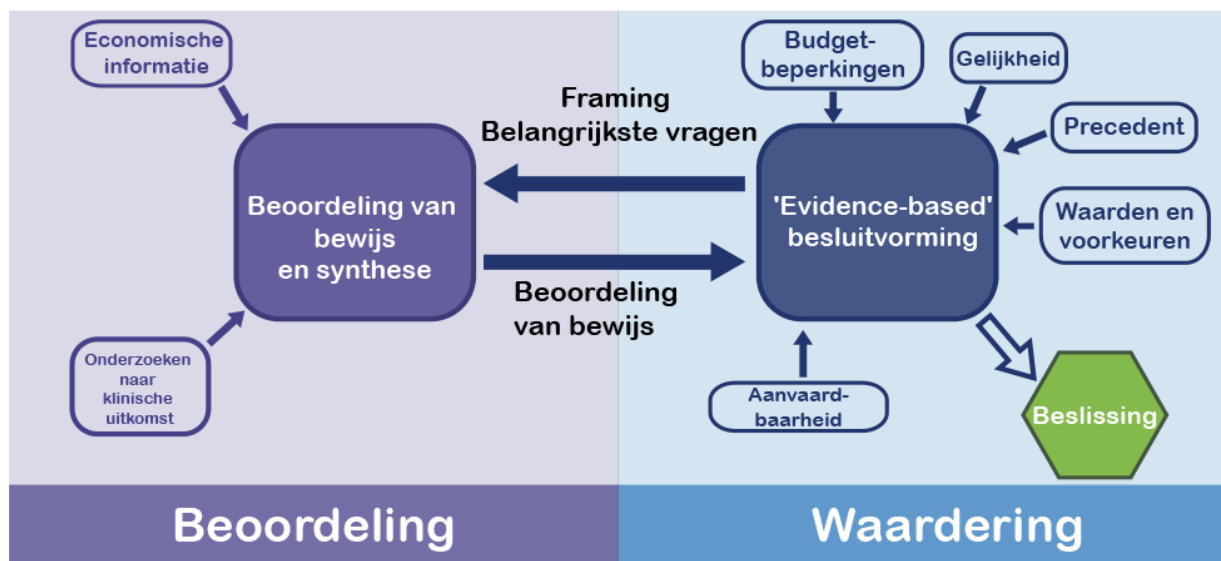 Economische
informatie
Beoordeling van
bewijs
en synthese
Onderzoeken
naar
klinische
uitkomst
Framing
Belangrijkste vragen
Beoordeling
van bewijs
Budget-
beperkingen
Gelijkheid
Precedent
Waarden en
voorkeuren
'Evidence-based'
besluitvorming
Aanvaard-
baarheid
Beslissing
Beoordeling
Waardering